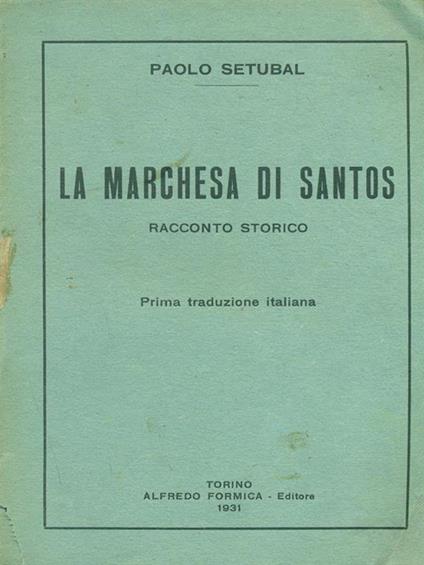 PAOLO SETUBAL
LA MARCHESA DI SANTOS
RACCONTO STORICO
Prima traduzione italiana
TORINO
ALFREDO FORMICA - Editore
1931